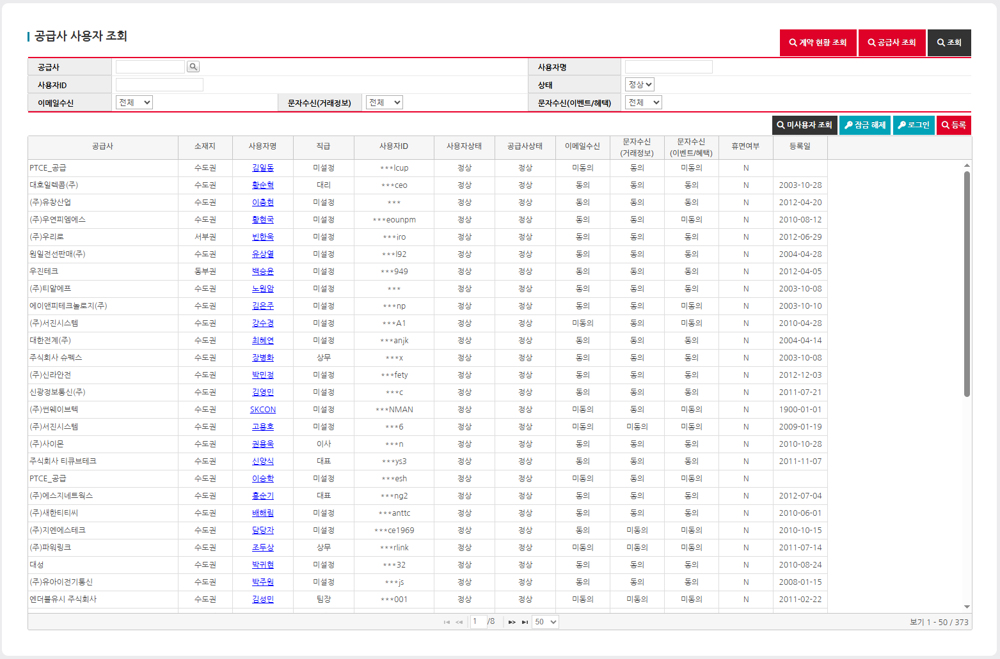 공급사 사용자 조회
계약 현황 조회 공급사 조회 조회
공급사 사용자명
사용자ID 상태 정상
이메일수신 전체 문자수신(거래정보) 전체 문자수신(이벤트/혜택) 전체
미사용자 조회 잠금 해제 로그인 등록
공급사 소재지 사용자명 직급 사용자ID 사용자상태 공급사상태 이메일수신 문자수신 (거래정보) 문자수신 (이벤트/혜택) 휴면여부 등록일
PTCE_공급 수도권 김일동 미설정 ***lcup 정상 정상 미동의 동의 미동의 N
대호일렉콤(주) 수도권 황순혁 대리 ***ceo 정상 정상 동의 동의 동의 N 2003-10-28
(주)유창산업 수도권 이충현 미설정 *** 정상 정상 동의 동의 동의 N 2012-04-20
(주)우연피엠에스 수도권 황현국 미설정 ***eounpm 정상 정상 동의 동의 미동의 N 2010-08-12
(주)우리로 서부권 빈한욱 미설정 ***iro 정상 정상 동의 동의 동의 N 2012-06-29
원일전선판매(주) 수도권 유상열 미설정 ***l92 정상 정상 동의 동의 동의 N 2004-04-28
우진테크 동부권 백승윤 미설정 ***949 정상 정상 동의 동의 동의 N 2012-04-05
(주)티알에프 수도권 노원암 미설정 *** 정상 정상 동의 동의 동의 N 2003-10-08
에이앤피테크놀로지(주) 수도권 김은주 미설정 ***np 정상 정상 동의 동의 미동의 N 2003-10-10
(주)서진시스템 수도권 강수경 미설정 ***A1 정상 정상 미동의 동의 미동의 N 2010-04-28
대한전계(주) 수도권 최혜연 미설정 ***anjk 정상 정상 동의 동의 동의 N 2004-04-14
주식회사 슈펙스 수도권 장병화 상무 ***x 정상 정상 동의 동의 동의 N 2003-10-08
(주)신라안전 수도권 박민정 미설정 ***fety 정상 정상 동의 동의 동의 N 2012-12-03
신광정보통신(주) 수도권 김영민 미설정 ***c 정상 정상 동의 동의 동의 N 2011-07-21
(주)썬웨이브텍 수도권 SKCON 미설정 ***NMAN 정상 정상 미동의 동의 미동의 N 1900-01-01
(주)서진시스템 수도권 고용호 미설정 ***6 정상 정상 미동의 미동의 미동의 N 2009-01-19
(주)사이몬 수도권 권용욱 이사 ***n 정상 정상 동의 동의 동의 N 2010-10-28
주식회사 티큐브테크 수도권 신양식 대표 ***ys3 정상 정상 동의 동의 동의 N 2011-11-07
PTCE_공급 수도권 이승학 미설정 ***esh 정상 정상 미동의 동의 미동의 N
(주)에스지네트웍스 수도권 홍순기 대표 ***ng2 정상 정상 동의 동의 동의 N 2012-07-04
(주)새한티티씨 수도권 배해림 미설정 ***anttc 정상 정상 동의 동의 동의 N 2010-06-01
(주)지엔에스테크 수도권 담당자 미설정 ***ce1969 정상 정상 동의 미동의 미동의 N 2010-10-15
(주)파워링크 수도권 조두상 상무 ***rlink 정상 정상 미동의 미동의 미동의 N 2011-07-14
대성 수도권 박귀현 미설정 ***32 정상 정상 동의 동의 동의 N 2010-08-24
(주)유아이전기통신 수도권 박주원 미설정 ***js 정상 정상 동의 동의 동의 N 2008-01-15
엔더블유시 주식회사 수도권 김성민 팀장 ***001 정상 정상 미동의 미동의 미동의 N 2011-02-22
1 /8 50 보기 1 - 50 / 373